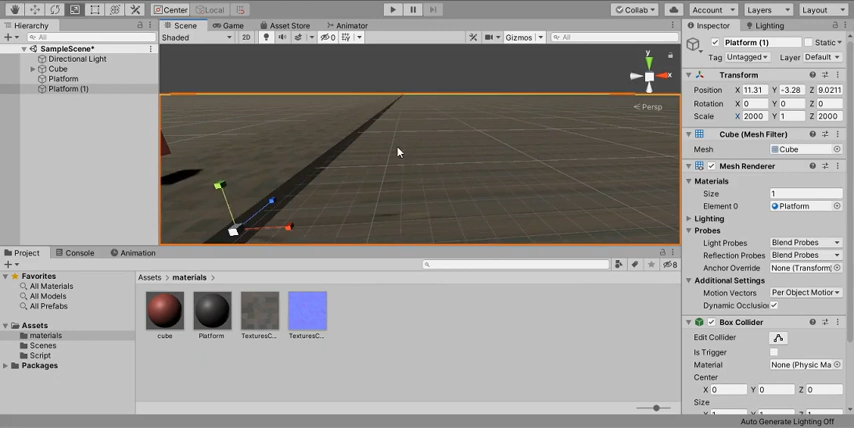 Center Local Collab Account Layers Layout
Hierarchy
All
SampleScene*
Directional Light
Cube
Platform
Platform (1)
Scene Game Asset Store Animator
Shaded 2D 0 Gizmos All
y
x
Persp
Project Console Animation
8
Favorites
All Materials
All Models
All Prefabs
Assets
materials
Scenes
Script
Packages
Assets materials
cube Platform TexturesC... TexturesC...
Inspector Lighting
Platform (1) Static
Tag Untagged Layer Default
Transform
Position X 11.31 Y -3.28 Z 9.0211
Rotation X 0 Y 0 Z 0
Scale X 2000 Y 1 Z 2000
Cube (Mesh Filter)
Mesh Cube
Mesh Renderer
Materials
Size 1
Element 0 Platform
Lighting
Probes
Light Probes Blend Probes
Reflection Probes Blend Probes
Anchor Override None (Transform
Additional Settings
Motion Vectors Per Object Motior
Dynamic Occlusio
Box Collider
Edit Collider
Is Trigger
Material None (Physic Ma
Center
X 0 Y 0 Z 0
Size
Auto Generate Lighting Off